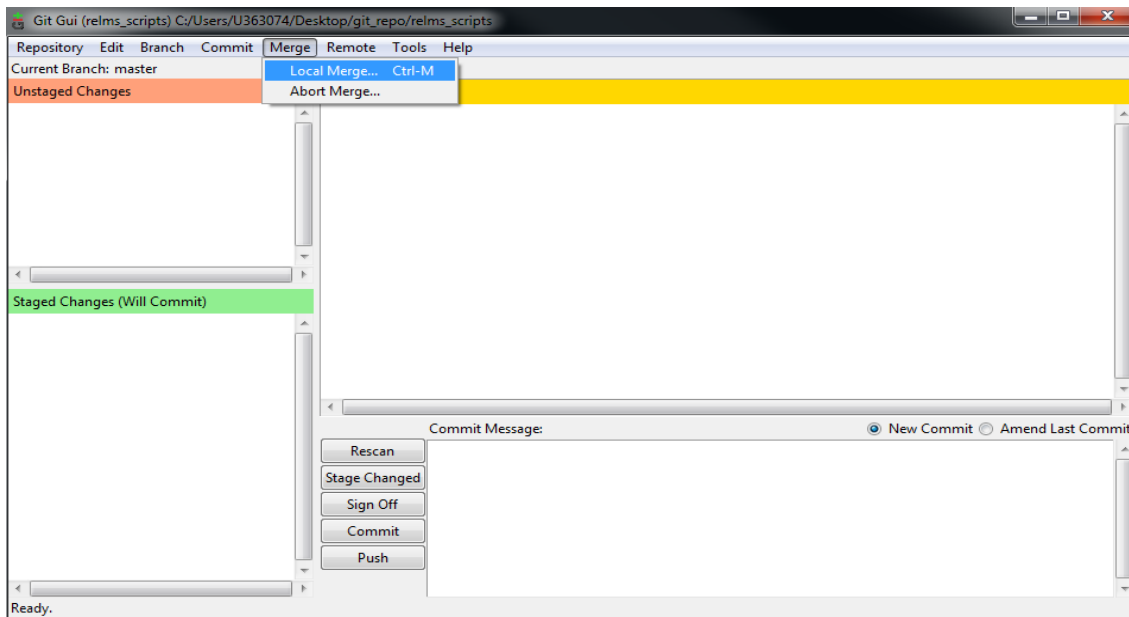 Git Gui (relms_scripts) C:/Users/U363074/Desktop/git_repo/relms_scripts
Repository Edit Branch Commit Merge Remote Tools Help
Current Branch: master
Local Merge... Ctrl-M
Abort Merge...
Unstaged Changes
Staged Changes (Will Commit)
Commit Message:
New Commit
Amend Last Commit
Rescan
Stage Changed
Sign Off
Commit
Push
Ready.